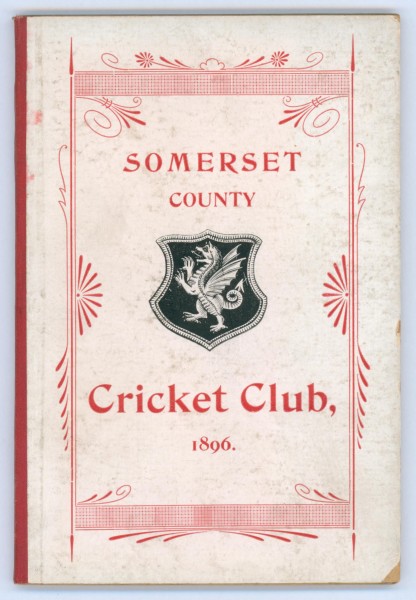 SOMERSET
COUNTY
Cricket Club,
1896.